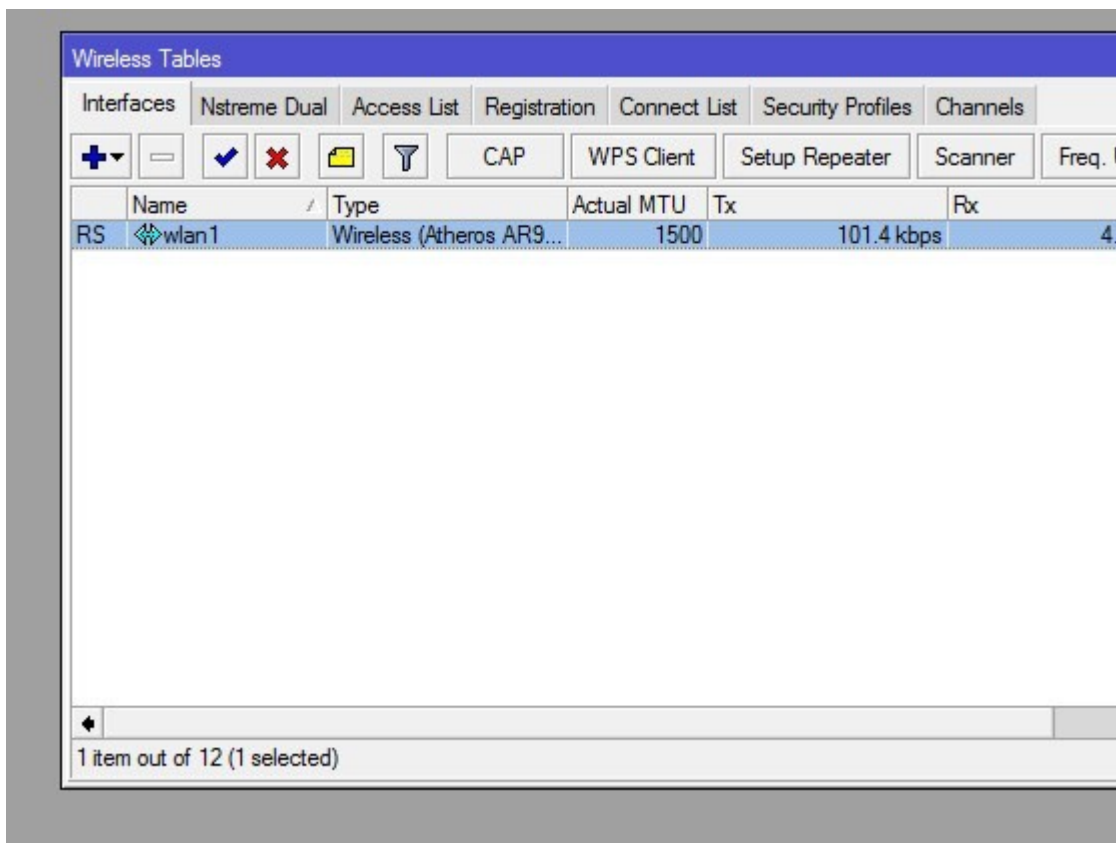 Wireless Tables
Interfaces Nstreme Dual Access List Registration Connect List Security Profiles Channels
CAP WPS Client Setup Repeater Scanner Freq.
Name Type Actual MTU Tx Rx
RS wlan1 Wireless (Atheros AR9... 1500 101.4 kbps 4.
1 item out of 12 (1 selected)